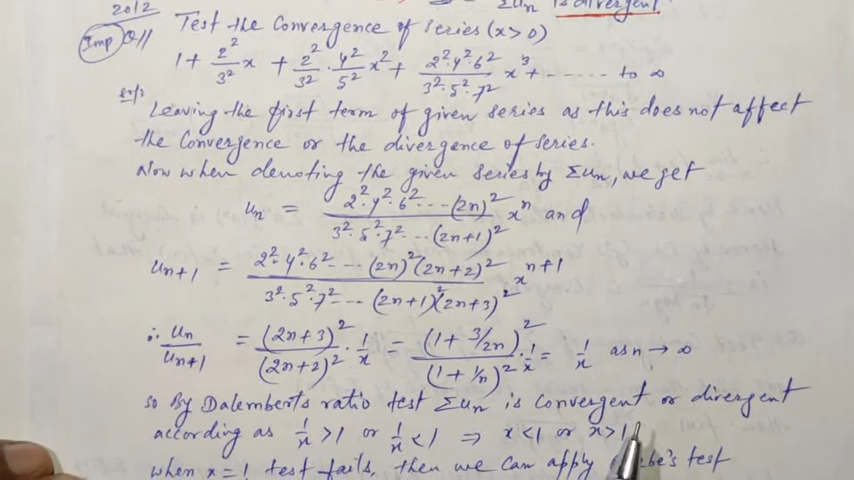 Σun is divergent.
2012
Imp Q11 Test the Convergence of series (x > 0)
1 + 2²/3² x + 2²/3² · 4²/5² x² + 2²·4²·6²/3²·5²·7² x³ + ------ to ∞
Solⁿ:
Leaving the first term of given series as this does not affect
the Convergence or the divergence of series.
Now when denoting the given series by Σun, we get
un = 2²·4²·6²---(2n)²/3²·5²·7²---(2n+1)² xⁿ and
un+1 = 2²·4²·6²---(2n)²(2n+2)²/3²·5²·7²---(2n+1)²(2n+3)² xⁿ⁺¹
∴ un/un+1 = (2n+3)²/(2n+2)² · 1/x = (1+3/2n)²/(1+1/n)² · 1/x = 1/x as n → ∞
so By Dalembert's ratio test Σun is convergent or divergent
according as 1/x > 1 or 1/x < 1 ⇒ x < 1 or x > 1
when x = 1, test fails, then we can apply test